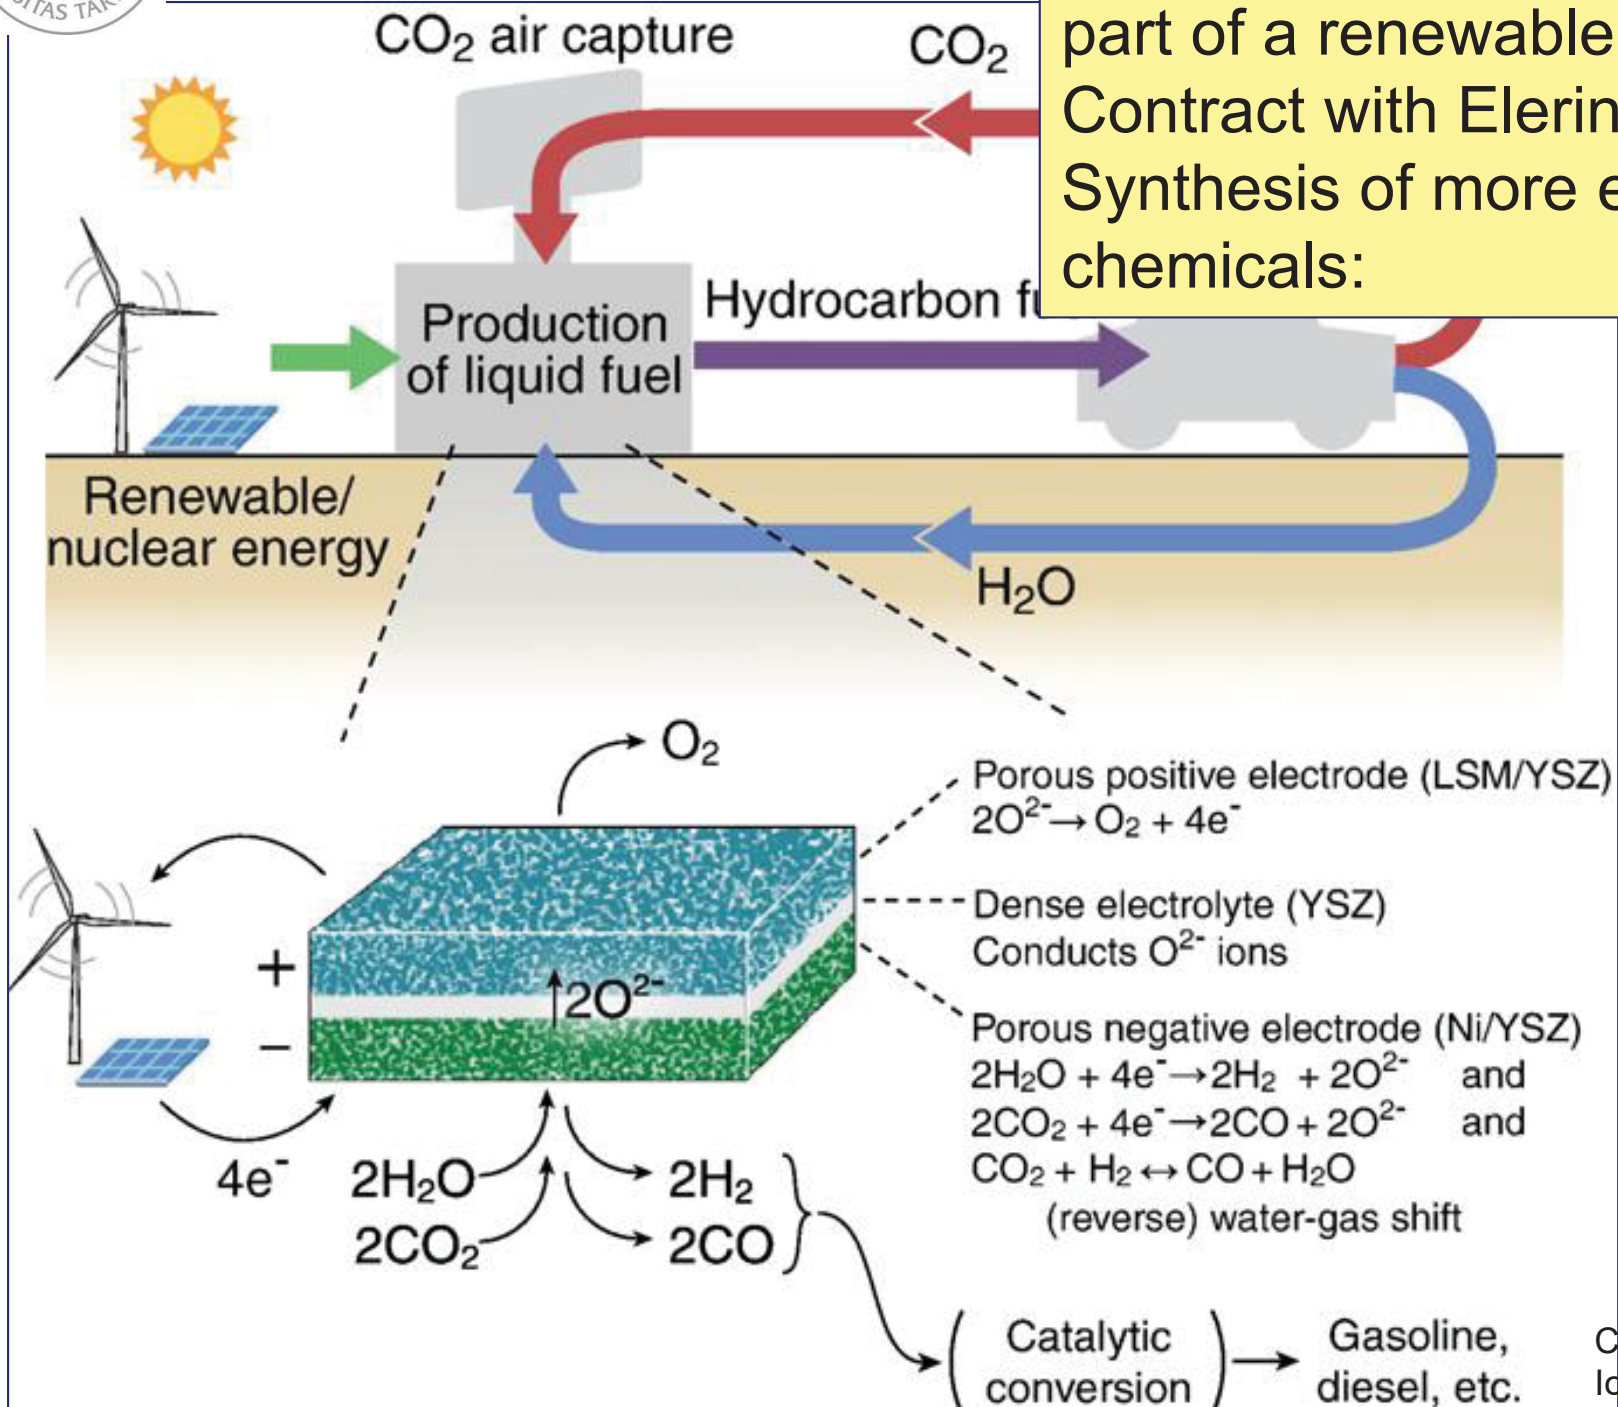 CO₂ air capture
CO₂
part of a renewable
Contract with Elerin
Synthesis of more e
chemicals:
Production
of liquid fuel
Hydrocarbon
Renewable/
nuclear energy
H₂O
O₂
Porous positive electrode (LSM/YSZ)
2O²⁻→ O₂ + 4e⁻
Dense electrolyte (YSZ)
Conducts O²⁻ ions
+
2O²⁻
−
Porous negative electrode (Ni/YSZ)
2H₂O + 4e⁻→2H₂ + 2O²⁻ and
2CO₂ + 4e⁻→2CO + 2O²⁻ and
CO₂ + H₂ ↔ CO + H₂O
(reverse) water-gas shift
4e⁻
2H₂O
2H₂
2CO₂
2CO
Catalytic
conversion
Gasoline,
diesel, etc.